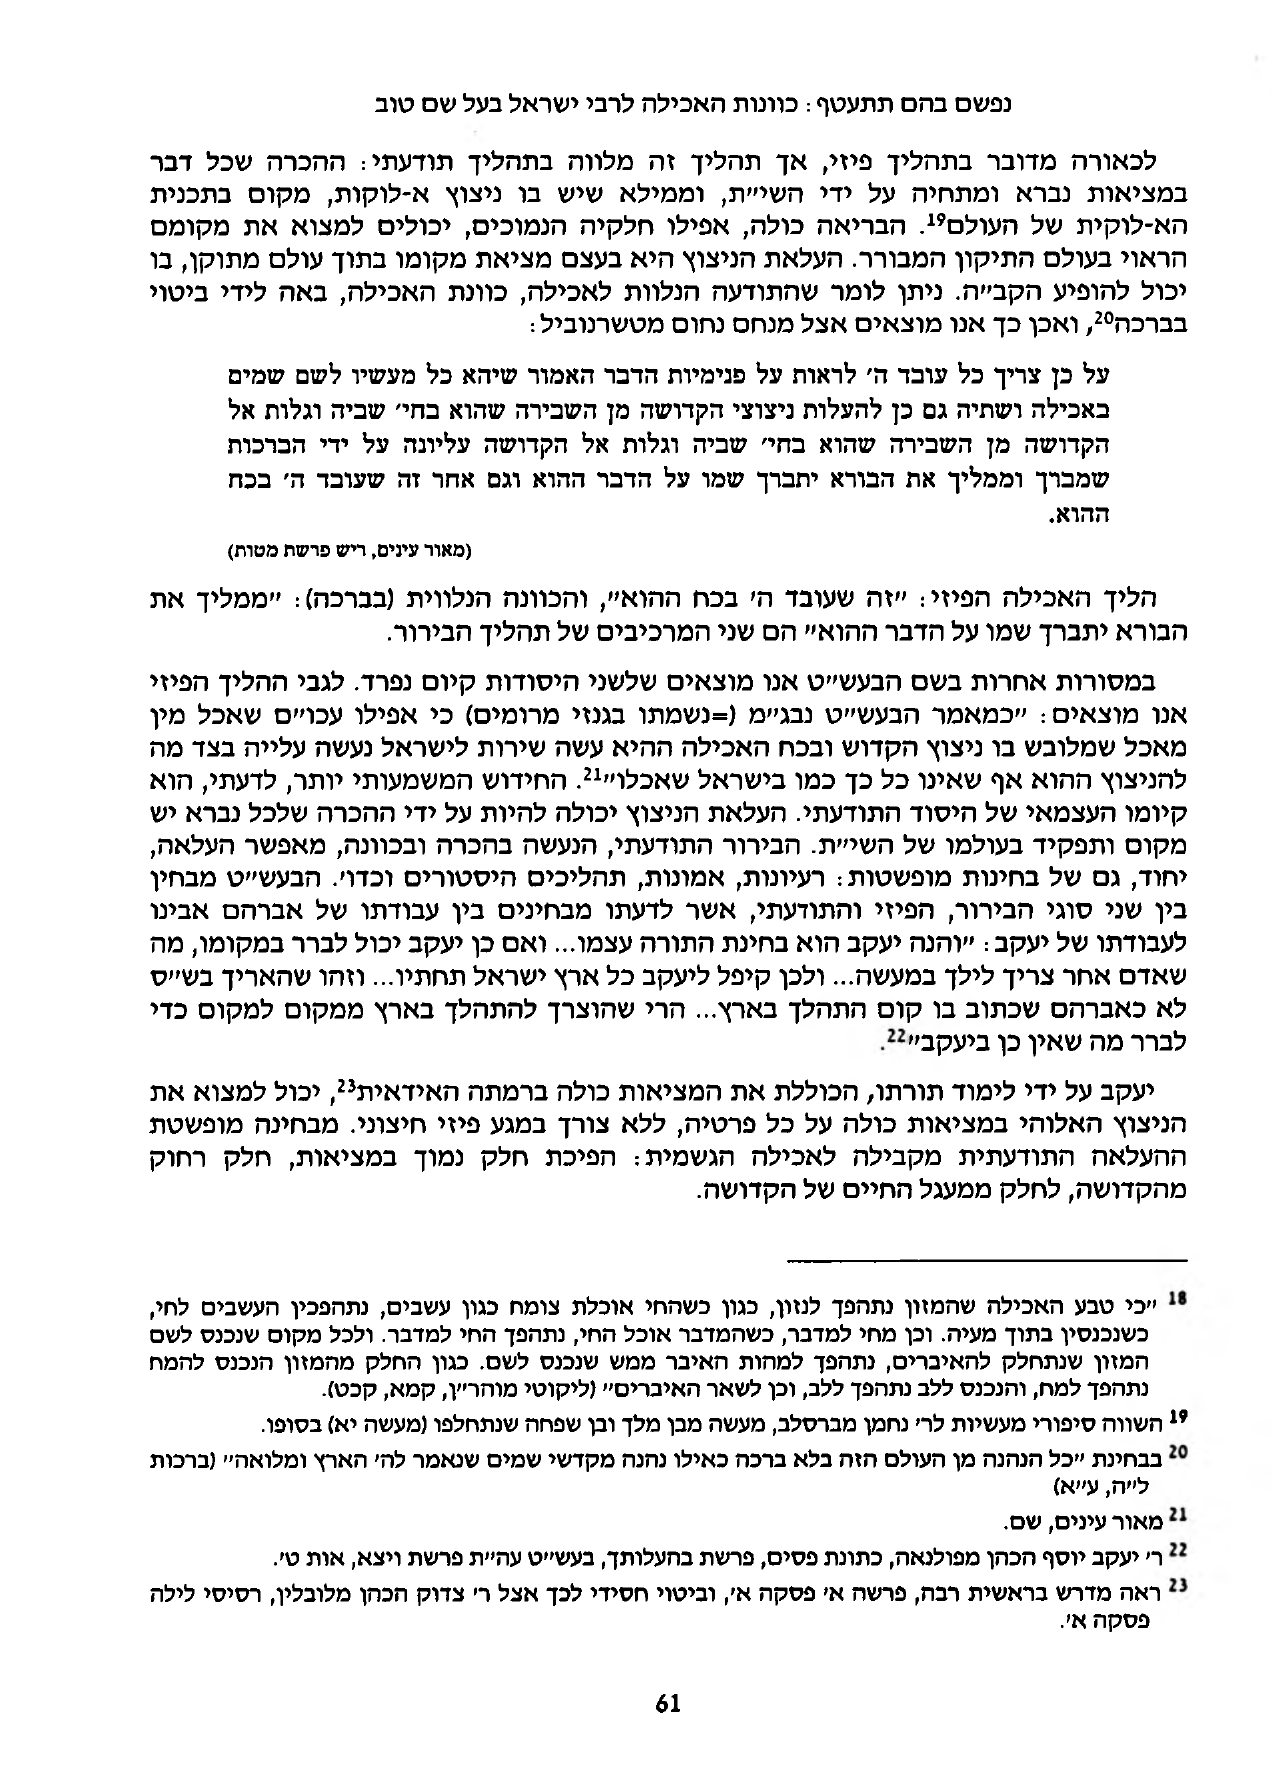 נפשם בהם תתעטף: כוונות האכילה לרבי ישראל בעל שם טוב
לכאורה מדובר בתהליך פיזי, אך תהליך זה מלווה בתהליך תודעתי: ההכרה שכל דבר
במציאות נברא ומתחיה על ידי השי״ת, וממילא שיש בו ניצוץ א-לוקות, מקום בתכנית
הא-לוקית של העולם¹⁹. הבריאה כולה, אפילו חלקיה הנמוכים, יכולים למצוא את מקומם
הראוי בעולם התיקון המבורר. העלאת הניצוץ היא בעצם מציאת מקומו בתוך עולם מתוקן, בו
יכול להופיע הקב״ה. ניתן לומר שהתודעה הנלוות לאכילה, כוונת האכילה, באה לידי ביטוי
בברכה²⁰, ואכן כך אנו מוצאים אצל מנחם נחום מטשרנוביל:
על כן צריך כל עובד ה׳ לראות על פנימיות הדבר האמור שיהא כל מעשיו לשם שמים
באכילה ושתיה גם כן להעלות ניצוצי הקדושה מן השבירה שהוא בחי׳ שביה וגלות אל
הקדושה מן השבירה שהוא בחי׳ שביה וגלות אל הקדושה עליונה על ידי הברכות
שמברך וממליך את הבורא יתברך שמו על הדבר ההוא וגם אחר זה שעובד ה׳ בכח
ההוא.
(מאור עינים, ריש פרשת מטות)
הליך האכילה הפיזי: ״זה שעובד ה׳ בכח ההוא״, והכוונה הנלווית (בברכה): ״ממליך את
הבורא יתברך שמו על הדבר ההוא״ הם שני המרכיבים של תהליך הבירור.
במסורות אחרות בשם הבעש״ט אנו מוצאים שלשני היסודות קיום נפרד. לגבי ההליך הפיזי
אנו מוצאים: ״כמאמר הבעש״ט נבג״מ (=נשמתו בגנזי מרומים) כי אפילו עכו״ם שאכל מין
מאכל שמלובש בו ניצוץ הקדוש ובכח האכילה ההיא עשה שירות לישראל נעשה עלייה בצד מה
להניצוץ ההוא אף שאינו כל כך כמו בישראל שאכלו״²¹. החידוש המשמעותי יותר, לדעתי, הוא
קיומו העצמאי של היסוד התודעתי. העלאת הניצוץ יכולה להיות על ידי ההכרה שלכל נברא יש
מקום ותפקיד בעולמו של השי״ת. הבירור התודעתי, הנעשה בהכרה ובכוונה, מאפשר העלאה,
יחוד, גם של בחינות מופשטות: רעיונות, אמונות, תהליכים היסטורים וכדו׳. הבעש״ט מבחין
בין שני סוגי הבירור, הפיזי והתודעתי, אשר לדעתו מבחינים בין עבודתו של אברהם אבינו
לעבודתו של יעקב: ״והנה יעקב הוא בחינת התורה עצמו... ואם כן יעקב יכול לברר במקומו, מה
שאדם אחר צריך לילך במעשה... ולכן קיפל ליעקב כל ארץ ישראל תחתיו... וזהו שהאריך בש״ס
לא כאברהם שכתוב בו קום התהלך בארץ... הרי שהוצרך להתהלך בארץ ממקום למקום כדי
לברר מה שאין כן ביעקב״²².
יעקב על ידי לימוד תורתו, הכוללת את המציאות כולה ברמתה האידאית²³, יכול למצוא את
הניצוץ האלוהי במציאות כולה על כל פרטיה, ללא צורך במגע פיזי חיצוני. מבחינה מופשטת
ההעלאה התודעתית מקבילה לאכילה הגשמית: הפיכת חלק נמוך במציאות, חלק רחוק
מהקדושה, לחלק ממעגל החיים של הקדושה.
¹⁸ ״כי טבע האכילה שהמזון נתהפך לנזון, כגון כשהחי אוכלת צומח כגון עשבים, נתהפכין העשבים לחי,
כשנכנסין בתוך מעיה. וכן מחי למדבר, כשהמדבר אוכל החי, נתהפך החי למדבר. ולכל מקום שנכנס לשם
המזון שנתחלק להאיברים, נתהפך למהות האיבר ממש שנכנס לשם. כגון החלק מהמזון הנכנס להמח
נתהפך למח, והנכנס ללב נתהפך ללב, וכן לשאר האיברים״ (ליקוטי מוהר״ן, קמא, קכט).
¹⁹ השווה סיפורי מעשיות לר׳ נחמן מברסלב, מעשה מבן מלך ובן שפחה שנתחלפו (מעשה יא) בסופו.
²⁰ בבחינת ״כל הנהנה מן העולם הזה בלא ברכה כאילו נהנה מקדשי שמים שנאמר לה׳ הארץ ומלואה״ (ברכות
ל״ה, ע״א)
²¹ מאור עינים, שם.
²² ר׳ יעקב יוסף הכהן מפולנאה, כתונת פסים, פרשת בהעלותך, בעש״ט עה״ת פרשת ויצא, אות ט׳.
²³ ראה מדרש בראשית רבה, פרשה א׳ פסקה א׳, וביטוי חסידי לכך אצל ר׳ צדוק הכהן מלובלין, רסיסי לילה
פסקה א׳.
61